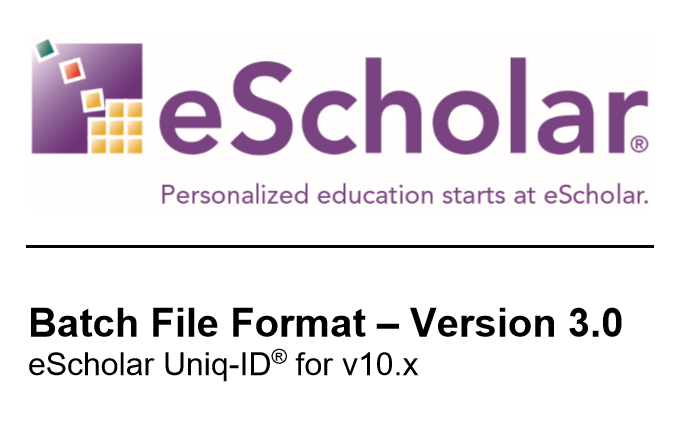 eScholar®
Personalized education starts at eScholar.
Batch File Format – Version 3.0
eScholar Uniq-ID® for v10.x